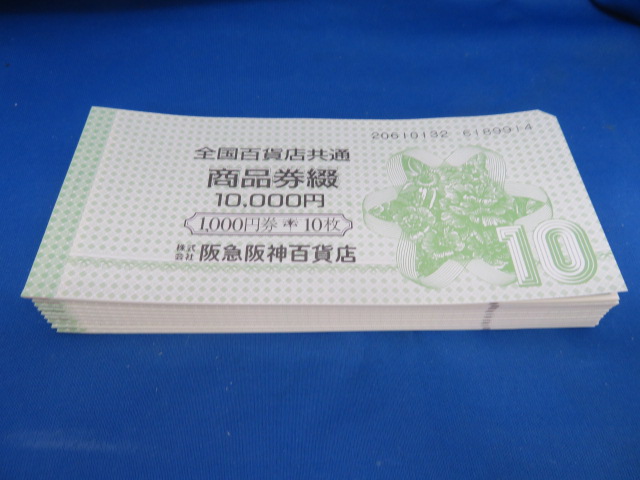 20610132 6189914
全国百貨店共通
商品券綴
10,000円
1,000円券＊10枚
株式会社 阪急阪神百貨店
10